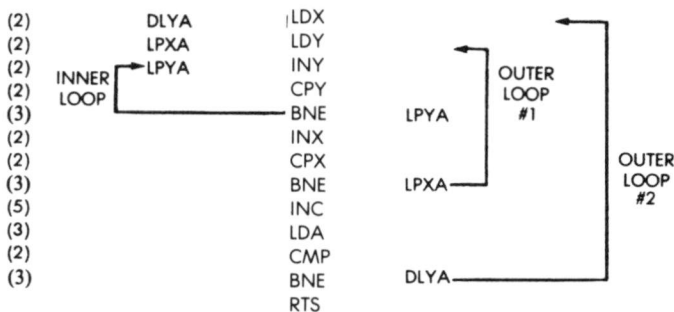 (2) DLYA LDX
(2) LPXA LDY
(2) LPYA INY
INNER LOOP
(2) CPY
(3) BNE LPYA
OUTER LOOP #1
(2) INX
(2) CPX
(3) BNE LPXA
OUTER LOOP #2
(5) INC
(3) LDA
(2) CMP
(3) BNE DLYA
RTS